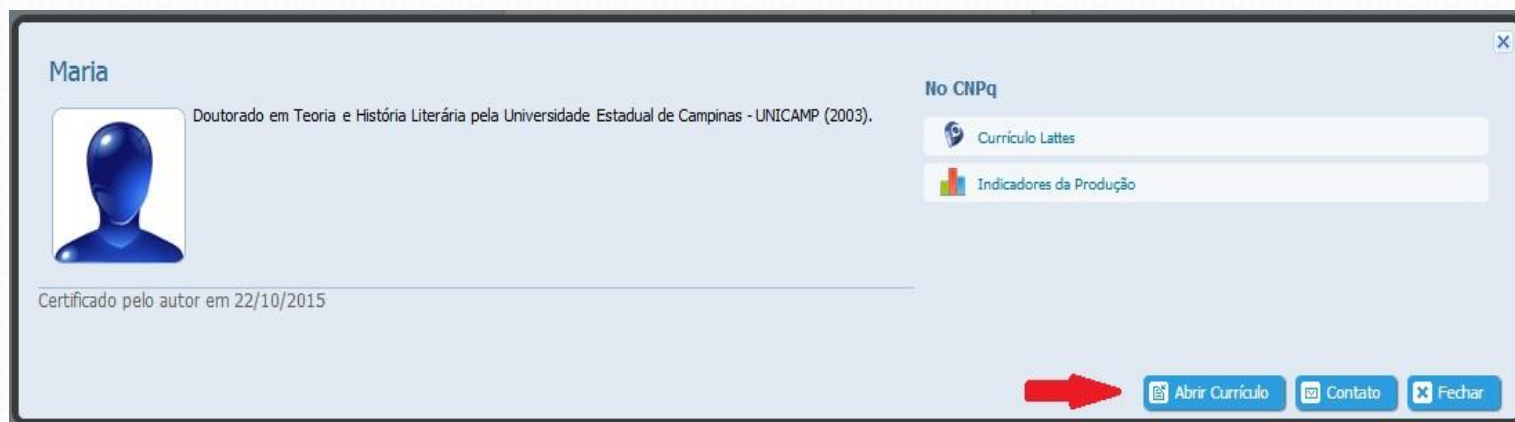 Maria
Doutorado em Teoria e História Literária pela Universidade Estadual de Campinas - UNICAMP (2003).
Certificado pelo autor em 22/10/2015
No CNPq
Currículo Lattes
Indicadores da Produção
Abrir Currículo
Contato
Fechar